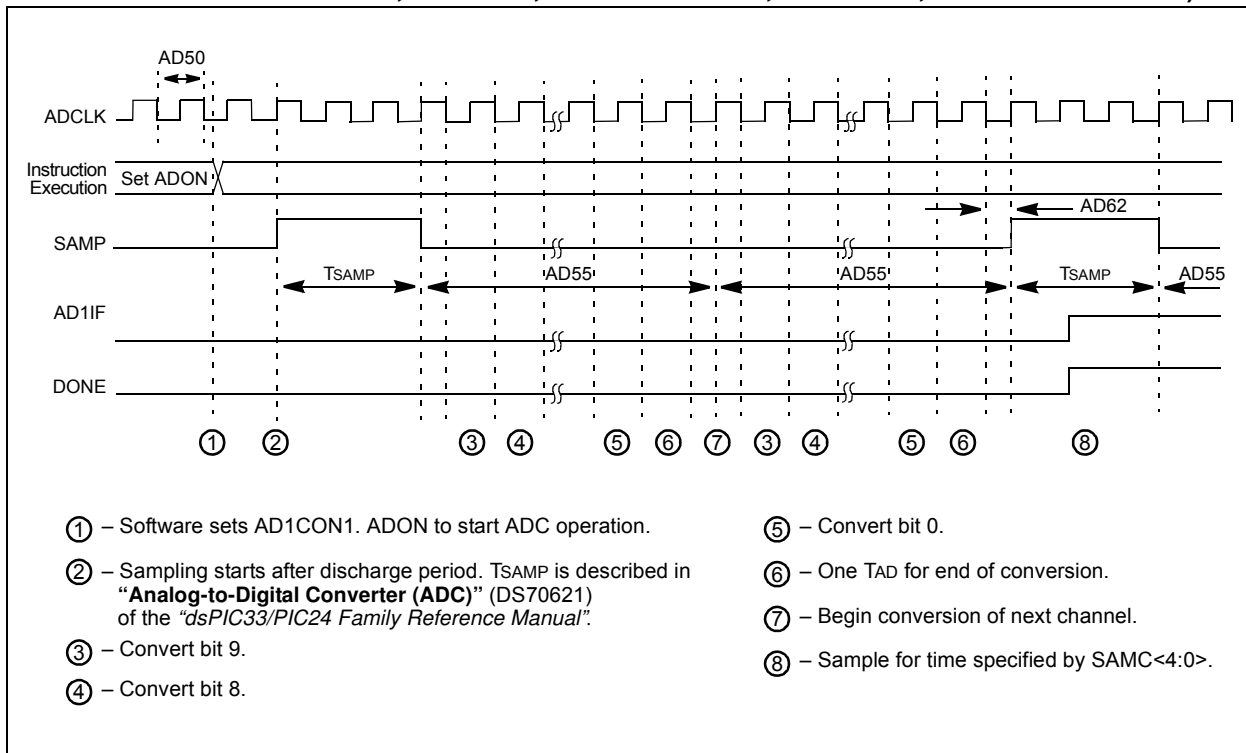 AD50
ADCLK
Instruction
Execution
Set ADON
AD62
SAMP
TSAMP
AD55
AD55
TSAMP
AD55
AD1IF
DONE
① ② ③ ④ ⑤ ⑥ ⑦ ③ ④ ⑤ ⑥ ⑧
① – Software sets AD1CON1. ADON to start ADC operation.
② – Sampling starts after discharge period. TSAMP is described in
“Analog-to-Digital Converter (ADC)” (DS70621)
of the “dsPIC33/PIC24 Family Reference Manual”.
③ – Convert bit 9.
④ – Convert bit 8.
⑤ – Convert bit 0.
⑥ – One TAD for end of conversion.
⑦ – Begin conversion of next channel.
⑧ – Sample for time specified by SAMC<4:0>.